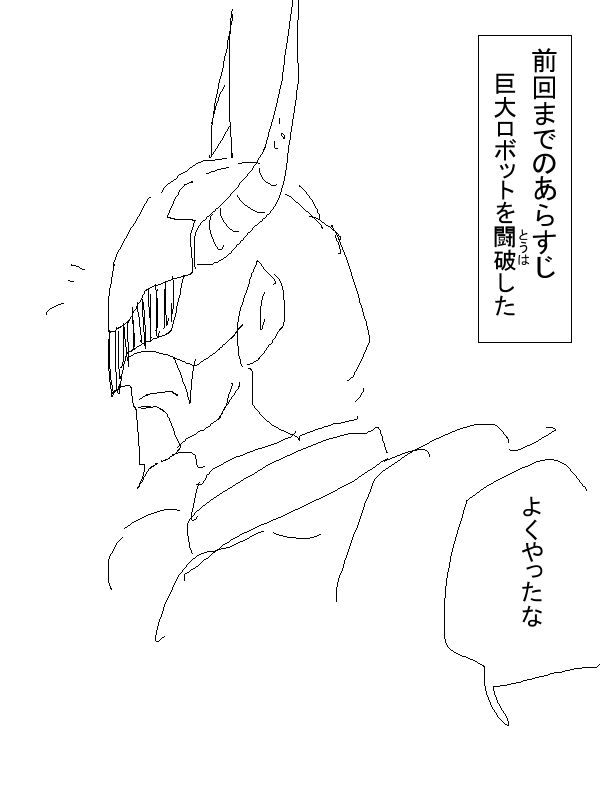 前回までのあらすじ
巨大ロボットを闘破した
とうは
よくやったな